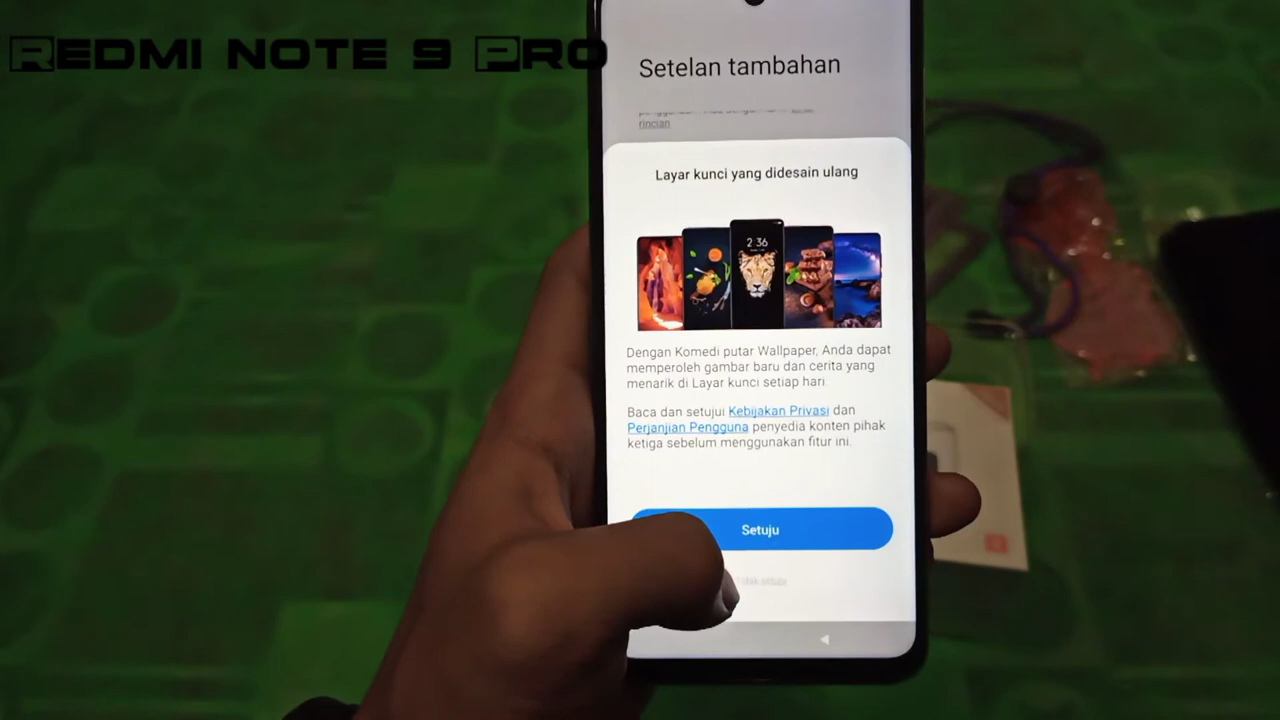 REDMI NOTE 9 PRO
Setelan tambahan
rincian
Layar kunci yang didesain ulang
2:36
Dengan Komedi putar Wallpaper, Anda dapat
memperoleh gambar baru dan cerita yang
menarik di Layar kunci setiap hari.
Baca dan setujui Kebijakan Privasi dan
Perjanjian Pengguna penyedia konten pihak
ketiga sebelum menggunakan fitur ini.
Setuju
Tidak setuju